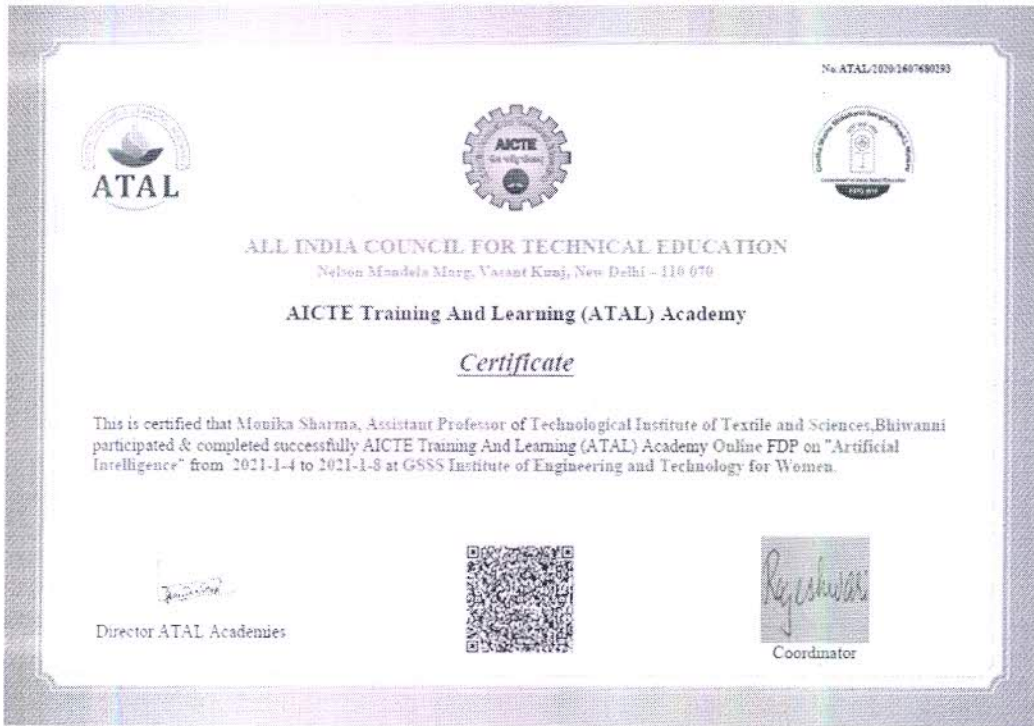 No:ATAL/2020/1607680293
ATAL
AICTE
ALL INDIA COUNCIL FOR TECHNICAL EDUCATION
Nelson Mandela Marg, Vasant Kunj, New Delhi – 110 070
AICTE Training And Learning (ATAL) Academy
Certificate
This is certified that Monika Sharma, Assistant Professor of Technological Institute of Textile and Sciences,Bhiwanni
participated & completed successfully AICTE Training And Learning (ATAL) Academy Online FDP on "Artificial
Intelligence" from 2021-1-4 to 2021-1-8 at GSSS Institute of Engineering and Technology for Women.
Rajeshwari
Director ATAL Academies
Coordinator